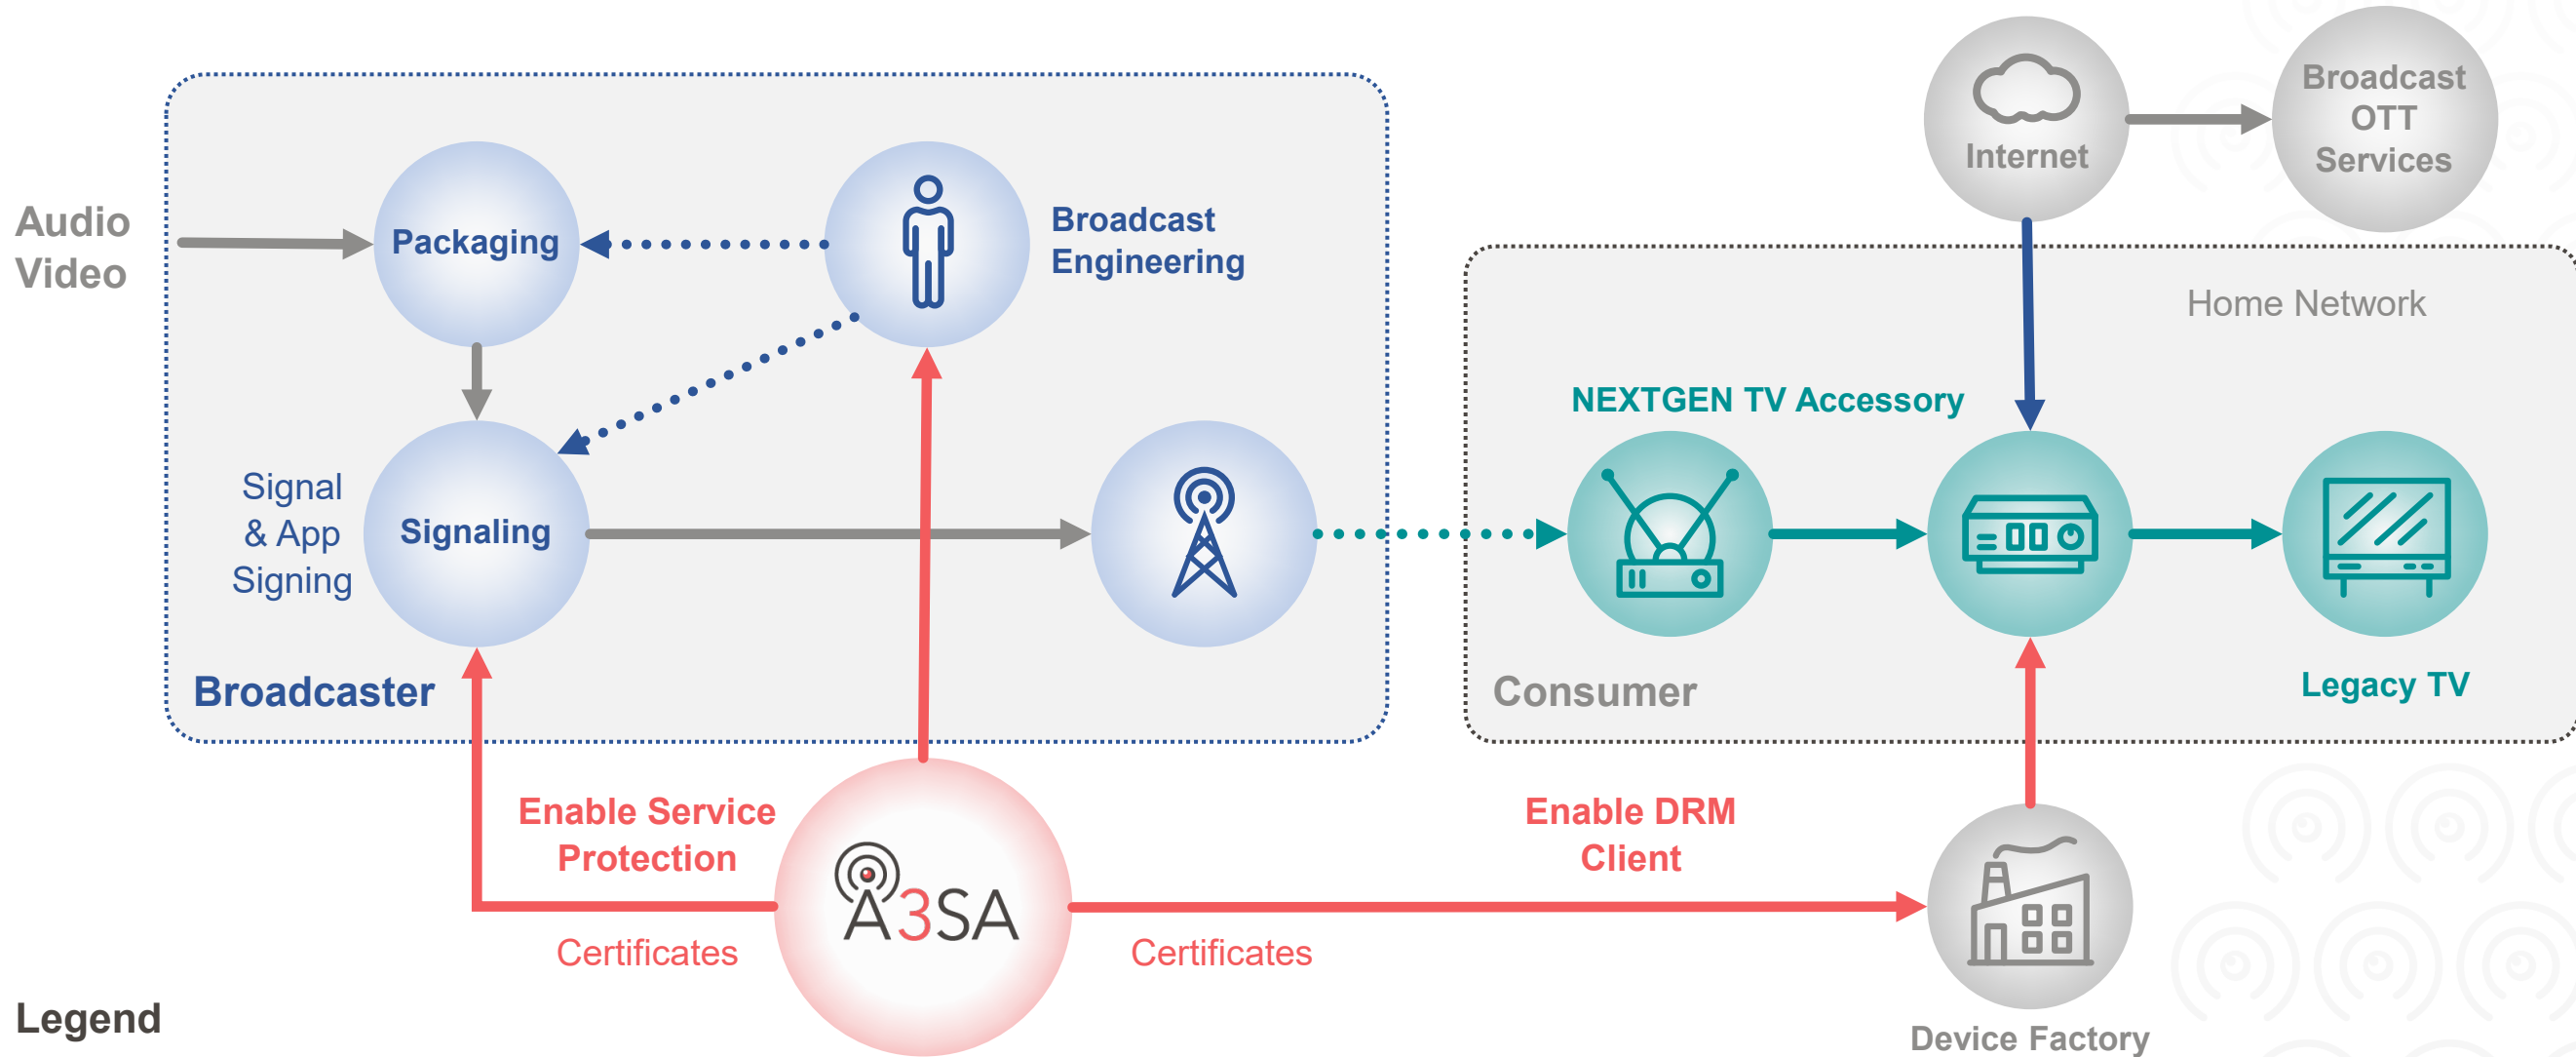 Audio
Video
Packaging
Broadcast
Engineering
Signal
& App
Signing
Signaling
Broadcaster
Internet
Broadcast
OTT
Services
Home Network
NEXTGEN TV Accessory
Consumer
Legacy TV
Enable Service
Protection
Certificates
A3SA
Enable DRM
Client
Certificates
Device Factory
Legend